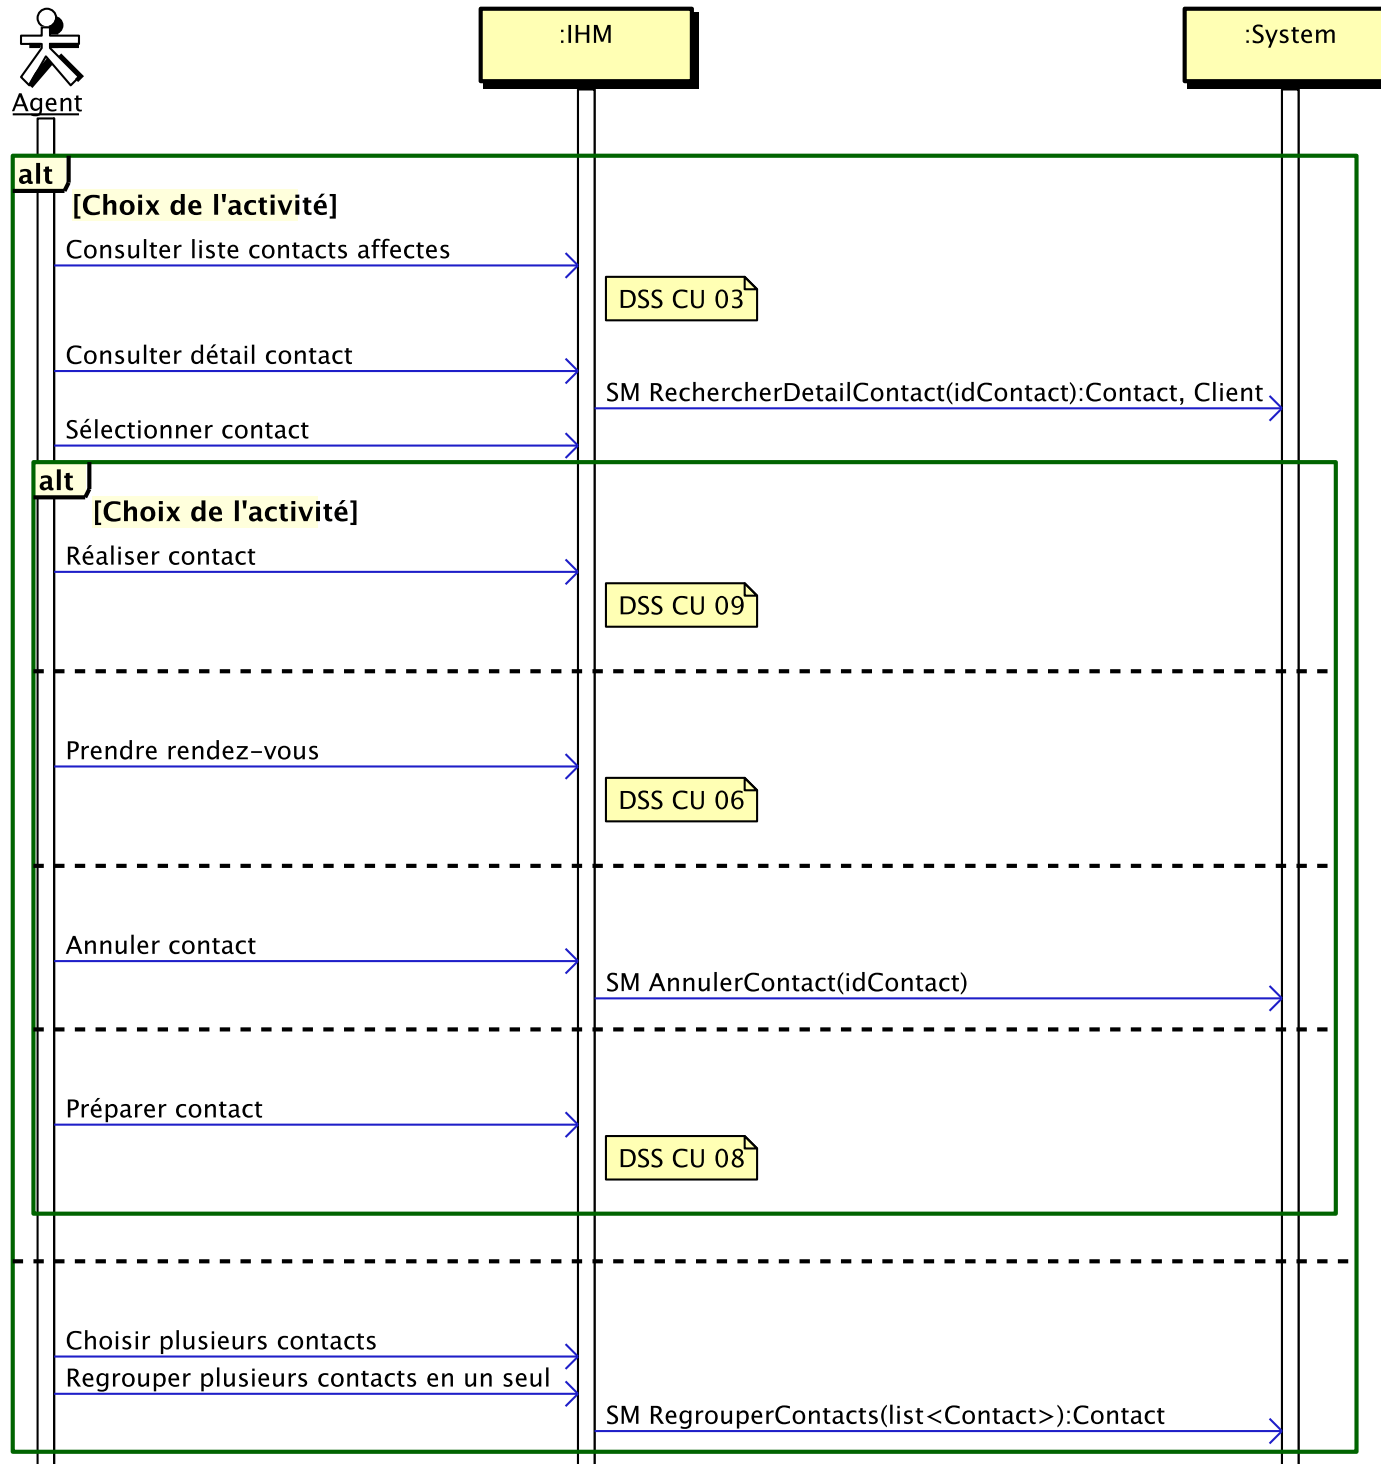 :IHM
:System
Agent
alt
[Choix de l'activité]
Consulter liste contacts affectes
DSS CU 03
Consulter détail contact
SM RechercherDetailContact(idContact):Contact, Client
Sélectionner contact
alt
[Choix de l'activité]
Réaliser contact
DSS CU 09
Prendre rendez-vous
DSS CU 06
Annuler contact
SM AnnulerContact(idContact)
Préparer contact
DSS CU 08
Choisir plusieurs contacts
Regrouper plusieurs contacts en un seul
SM RegrouperContacts(list<Contact>):Contact